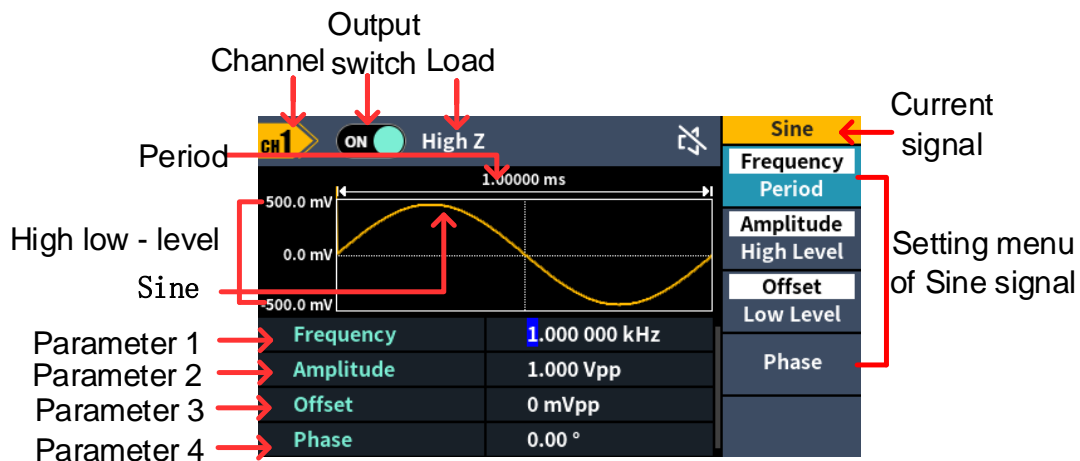 Output
Channel switch Load
Current
signal
CH1 ON High Z
Sine
Period
1.00000 ms
Frequency
Period
500.0 mV
High low - level
0.0 mV
Sine
-500.0 mV
Amplitude
High Level
Offset
Low Level
Phase
Setting menu
of Sine signal
Parameter 1 Frequency 1.000 000 kHz
Parameter 2 Amplitude 1.000 Vpp
Parameter 3 Offset 0 mVpp
Parameter 4 Phase 0.00 °